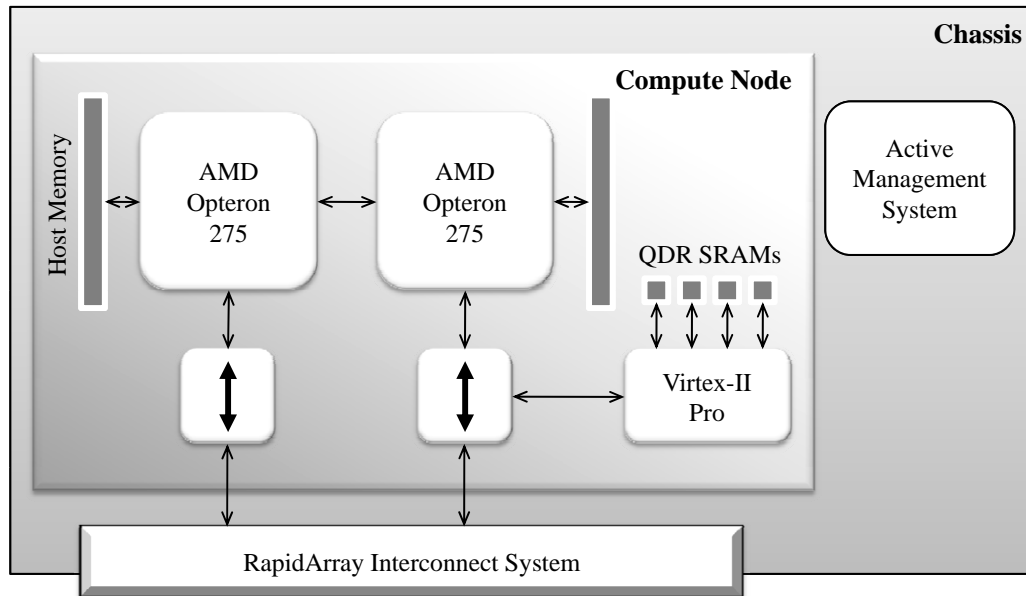 Chassis
Compute Node
Host Memory
AMD
Opteron
275
AMD
Opteron
275
Active
Management
System
QDR SRAMs
Virtex-II
Pro
RapidArray Interconnect System